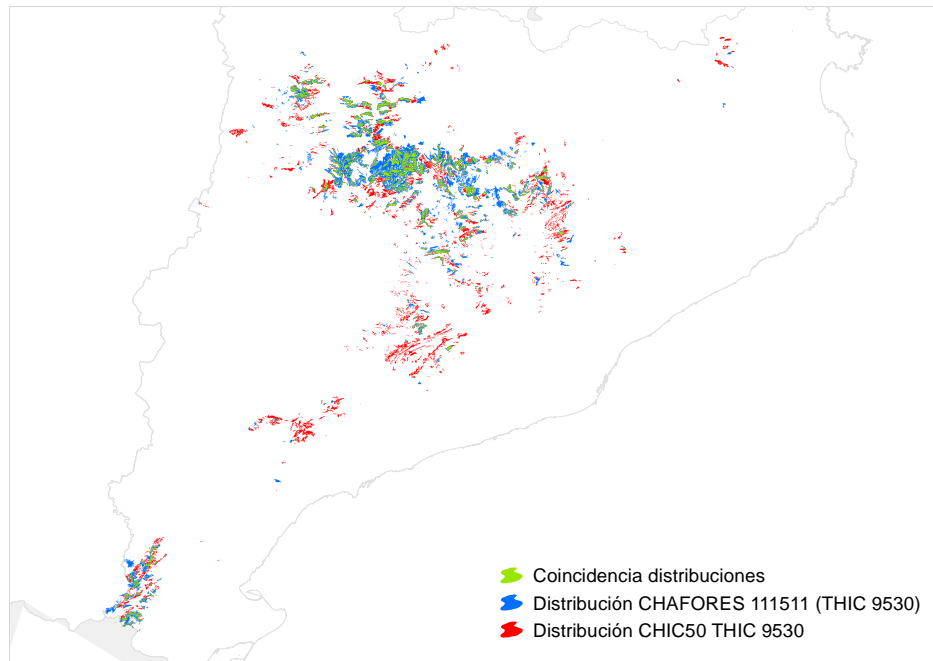 Coincidencia distribuciones
Distribución CHAFORES 111511 (THIC 9530)
Distribución CHIC50 THIC 9530